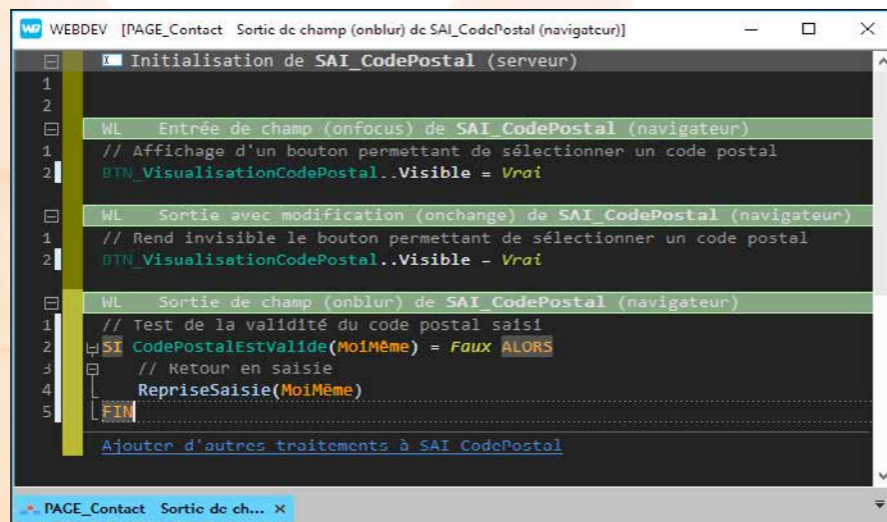 WEBDEV [PAGE_Contact Sortie de champ (onblur) de SAI_CodePostal (navigateur)]
Initialisation de SAI_CodePostal (serveur)
1
2
WL Entrée de champ (onfocus) de SAI_CodePostal (navigateur)
1 // Affichage d'un bouton permettant de sélectionner un code postal
2 BTN_VisualisationCodePostal..Visible = Vrai
WL Sortie avec modification (onchange) de SAI_CodePostal (navigateur)
1 // Rend invisible le bouton permettant de sélectionner un code postal
2 BTN_VisualisationCodePostal..Visible = Vrai
WL Sortie de champ (onblur) de SAI_CodePostal (navigateur)
1 // Test de la validité du code postal saisi
2 SI CodePostalEstValide(MoiMême) = Faux ALORS
3 // Retour en saisie
4 RepriseSaisie(MoiMême)
5 FIN
Ajouter d'autres traitements à SAI_CodePostal
PAGE_Contact Sortie de ch... ×